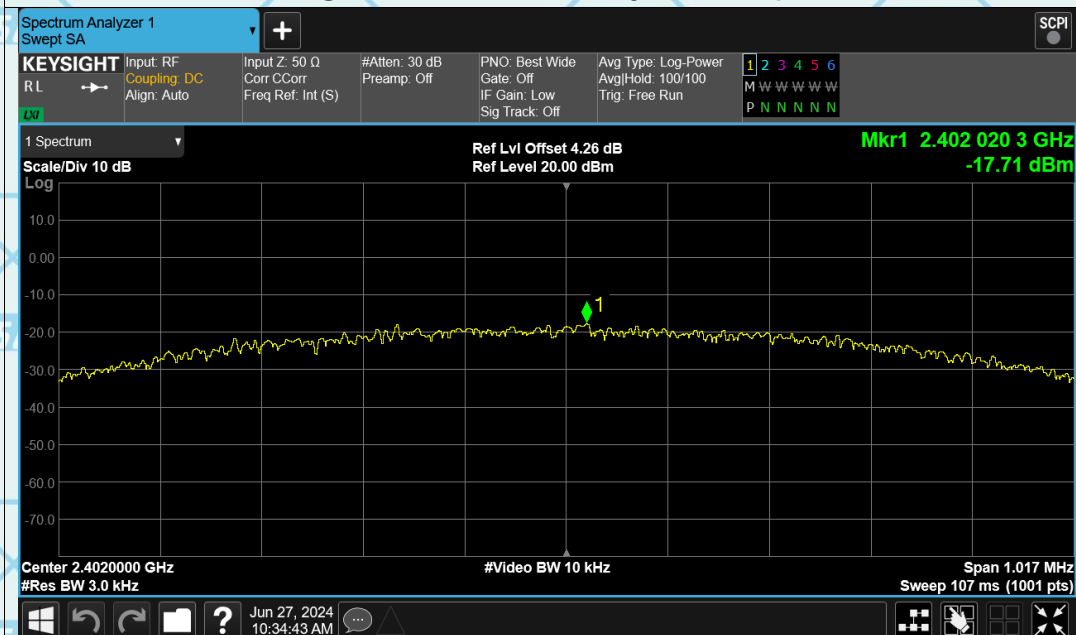 Spectrum Analyzer 1
Swept SA
+
SCPI
KEYSIGHT
RL
LXI
Input: RF
Coupling: DC
Align: Auto
Input Z: 50 Ω
Corr CCorr
Freq Ref: Int (S)
#Atten: 30 dB
Preamp: Off
PNO: Best Wide
Gate: Off
IF Gain: Low
Sig Track: Off
Avg Type: Log-Power
Avg|Hold: 100/100
Trig: Free Run
1 2 3 4 5 6
M W W W W W
P N N N N N
1 Spectrum
Scale/Div 10 dB
Ref Lvl Offset 4.26 dB
Ref Level 20.00 dBm
Mkr1 2.402 020 3 GHz
-17.71 dBm
Log
10.0
0.00
-10.0
1
-20.0
-30.0
-40.0
-50.0
-60.0
-70.0
Center 2.4020000 GHz
#Video BW 10 kHz
Span 1.017 MHz
#Res BW 3.0 kHz
Sweep 107 ms (1001 pts)
?
Jun 27, 2024
10:34:43 AM